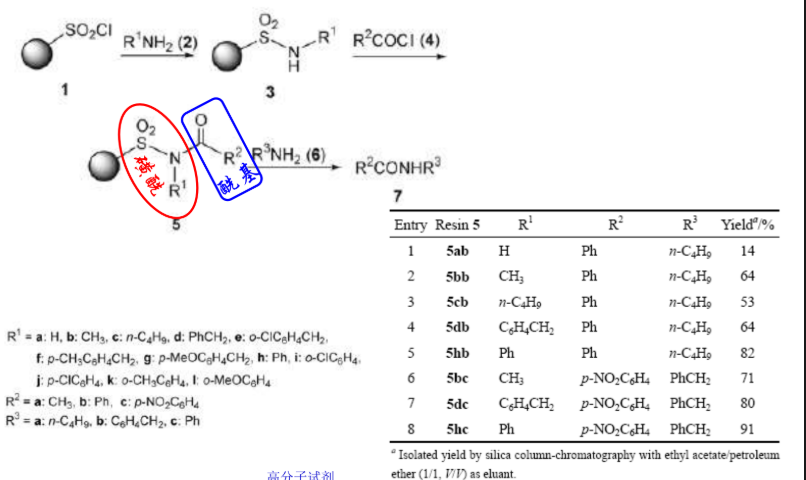 SO₂Cl
R¹NH₂ (2)
O₂
S
N
H
R¹
R²COCl (4)
1
3
O₂
S
N
R¹
O
R²
磺酰
酰基
R³NH₂ (6)
R²CONHR³
5
7
Entry Resin 5 R¹ R² R³ Yieldᵃ/%
1 5ab H Ph n-C₄H₉ 14
2 5bb CH₃ Ph n-C₄H₉ 64
3 5cb n-C₄H₉ Ph n-C₄H₉ 53
4 5db C₆H₄CH₂ Ph n-C₄H₉ 64
5 5hb Ph Ph n-C₄H₉ 82
6 5bc CH₃ p-NO₂C₆H₄ PhCH₂ 71
7 5dc C₆H₄CH₂ p-NO₂C₆H₄ PhCH₂ 80
8 5hc Ph p-NO₂C₆H₄ PhCH₂ 91
ᵃ Isolated yield by silica column-chromatography with ethyl acetate/petroleum
ether (1/1, V/V) as eluant.
R¹ = a: H, b: CH₃, c: n-C₄H₉, d: PhCH₂, e: o-ClC₆H₄CH₂,
f: p-CH₃C₆H₄CH₂, g: p-MeOC₆H₄CH₂, h: Ph, i: o-ClC₆H₄,
j: p-ClC₆H₄, k: o-CH₃C₆H₄, l: o-MeOC₆H₄
R² = a: CH₃, b: Ph, c: p-NO₂C₆H₄
R³ = a: n-C₄H₉, b: C₆H₄CH₂, c: Ph
高分子试剂